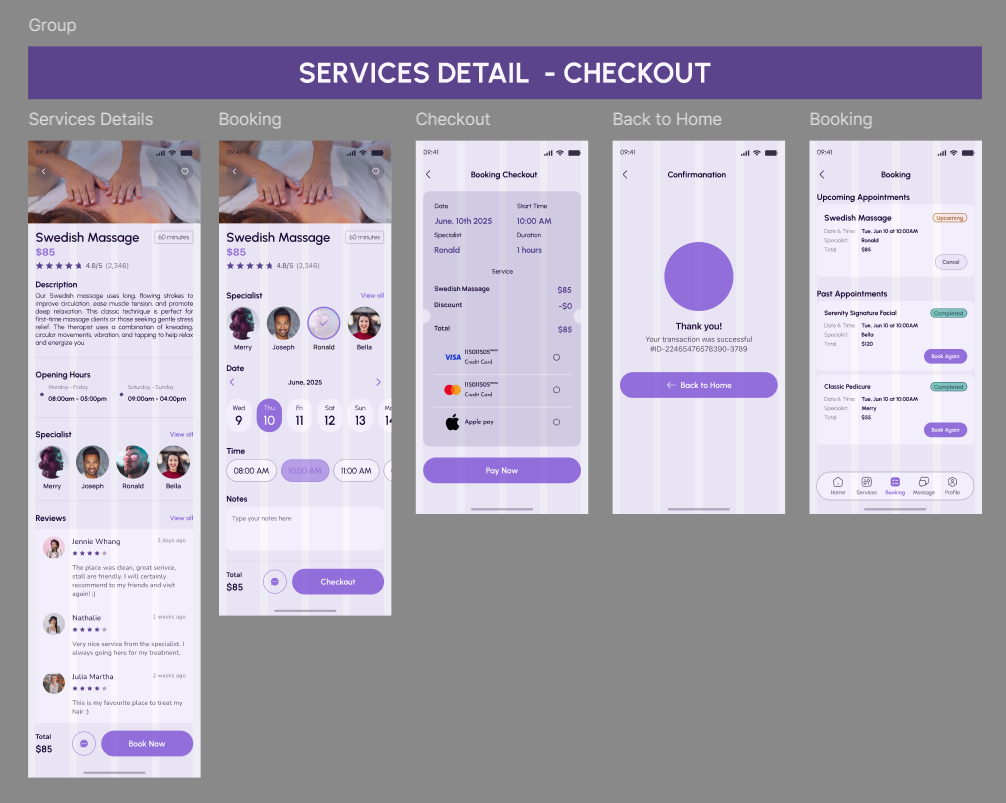 Group
SERVICES DETAIL - CHECKOUT
Services Details
09:41
Swedish Massage
60 minutes
$85
4.8/5 (2,346)
Description
Our Swedish massage uses long, flowing strokes to
improve circulation, ease muscle tension, and promote
deep relaxation. This classic technique is perfect for
first-time massage clients or those seeking gentle stress
relief. The therapist uses a combination of kneading,
circular movements, vibration, and tapping to help relax
and energize you.
Opening Hours
Monday - Friday
08:00am - 05:00pm
Saturday - Sunday
09:00am - 04:00pm
Specialist
View all
Merry
Joseph
Ronald
Bella
Reviews
View all
Jennie Whang
2 days ago
The place was clean, great serivce,
stall are friendly. I will certainly
recommend to my friends and visit
again! ;)
Nathalie
1 weeks ago
Very nice service from the specialist. I
always going here for my treatment.
Julia Martha
2 weeks ago
This is my favourite place to treat my
hair :)
Total
$85
Book Now
Booking
09:41
Swedish Massage
60 minutes
$85
4.8/5 (2,346)
Specialist
View all
Merry
Joseph
Ronald
Bella
Date
June, 2025
Wed
9
Thu
10
Fri
11
Sat
12
Sun
13
Mon
14
Time
08:00 AM
10:00 AM
11:00 AM
Notes
Type your notes here
Total
$85
Checkout
Checkout
09:41
Booking Checkout
Date
Start Time
June, 10th 2025
10:00 AM
Specialist
Duration
Ronald
1 hours
Service
Swedish Massage
$85
Discount
-$0
Total
$85
VISA
115011505****
Credit Card
115011505****
Credit Card
Apple pay
Pay Now
Back to Home
09:41
Confirmanation
Thank you!
Your transaction was successful
#ID-22465476578390-3789
← Back to Home
Booking
09:41
Booking
Upcoming Appointments
Swedish Massage
Upcoming
Date & Time Tue, Jun 10 at 10:00AM
Specialist Ronald
Total $85
Cancel
Past Appointments
Serenity Signature Facial
Completed
Date & Time Tue, Jun 10 at 10:00AM
Specialist Bella
Total $120
Book Again
Classic Pedicure
Completed
Date & Time Tue, Jun 10 at 10:00AM
Specialist Merry
Total $55
Book Again
Home
Services
Booking
Message
Profile